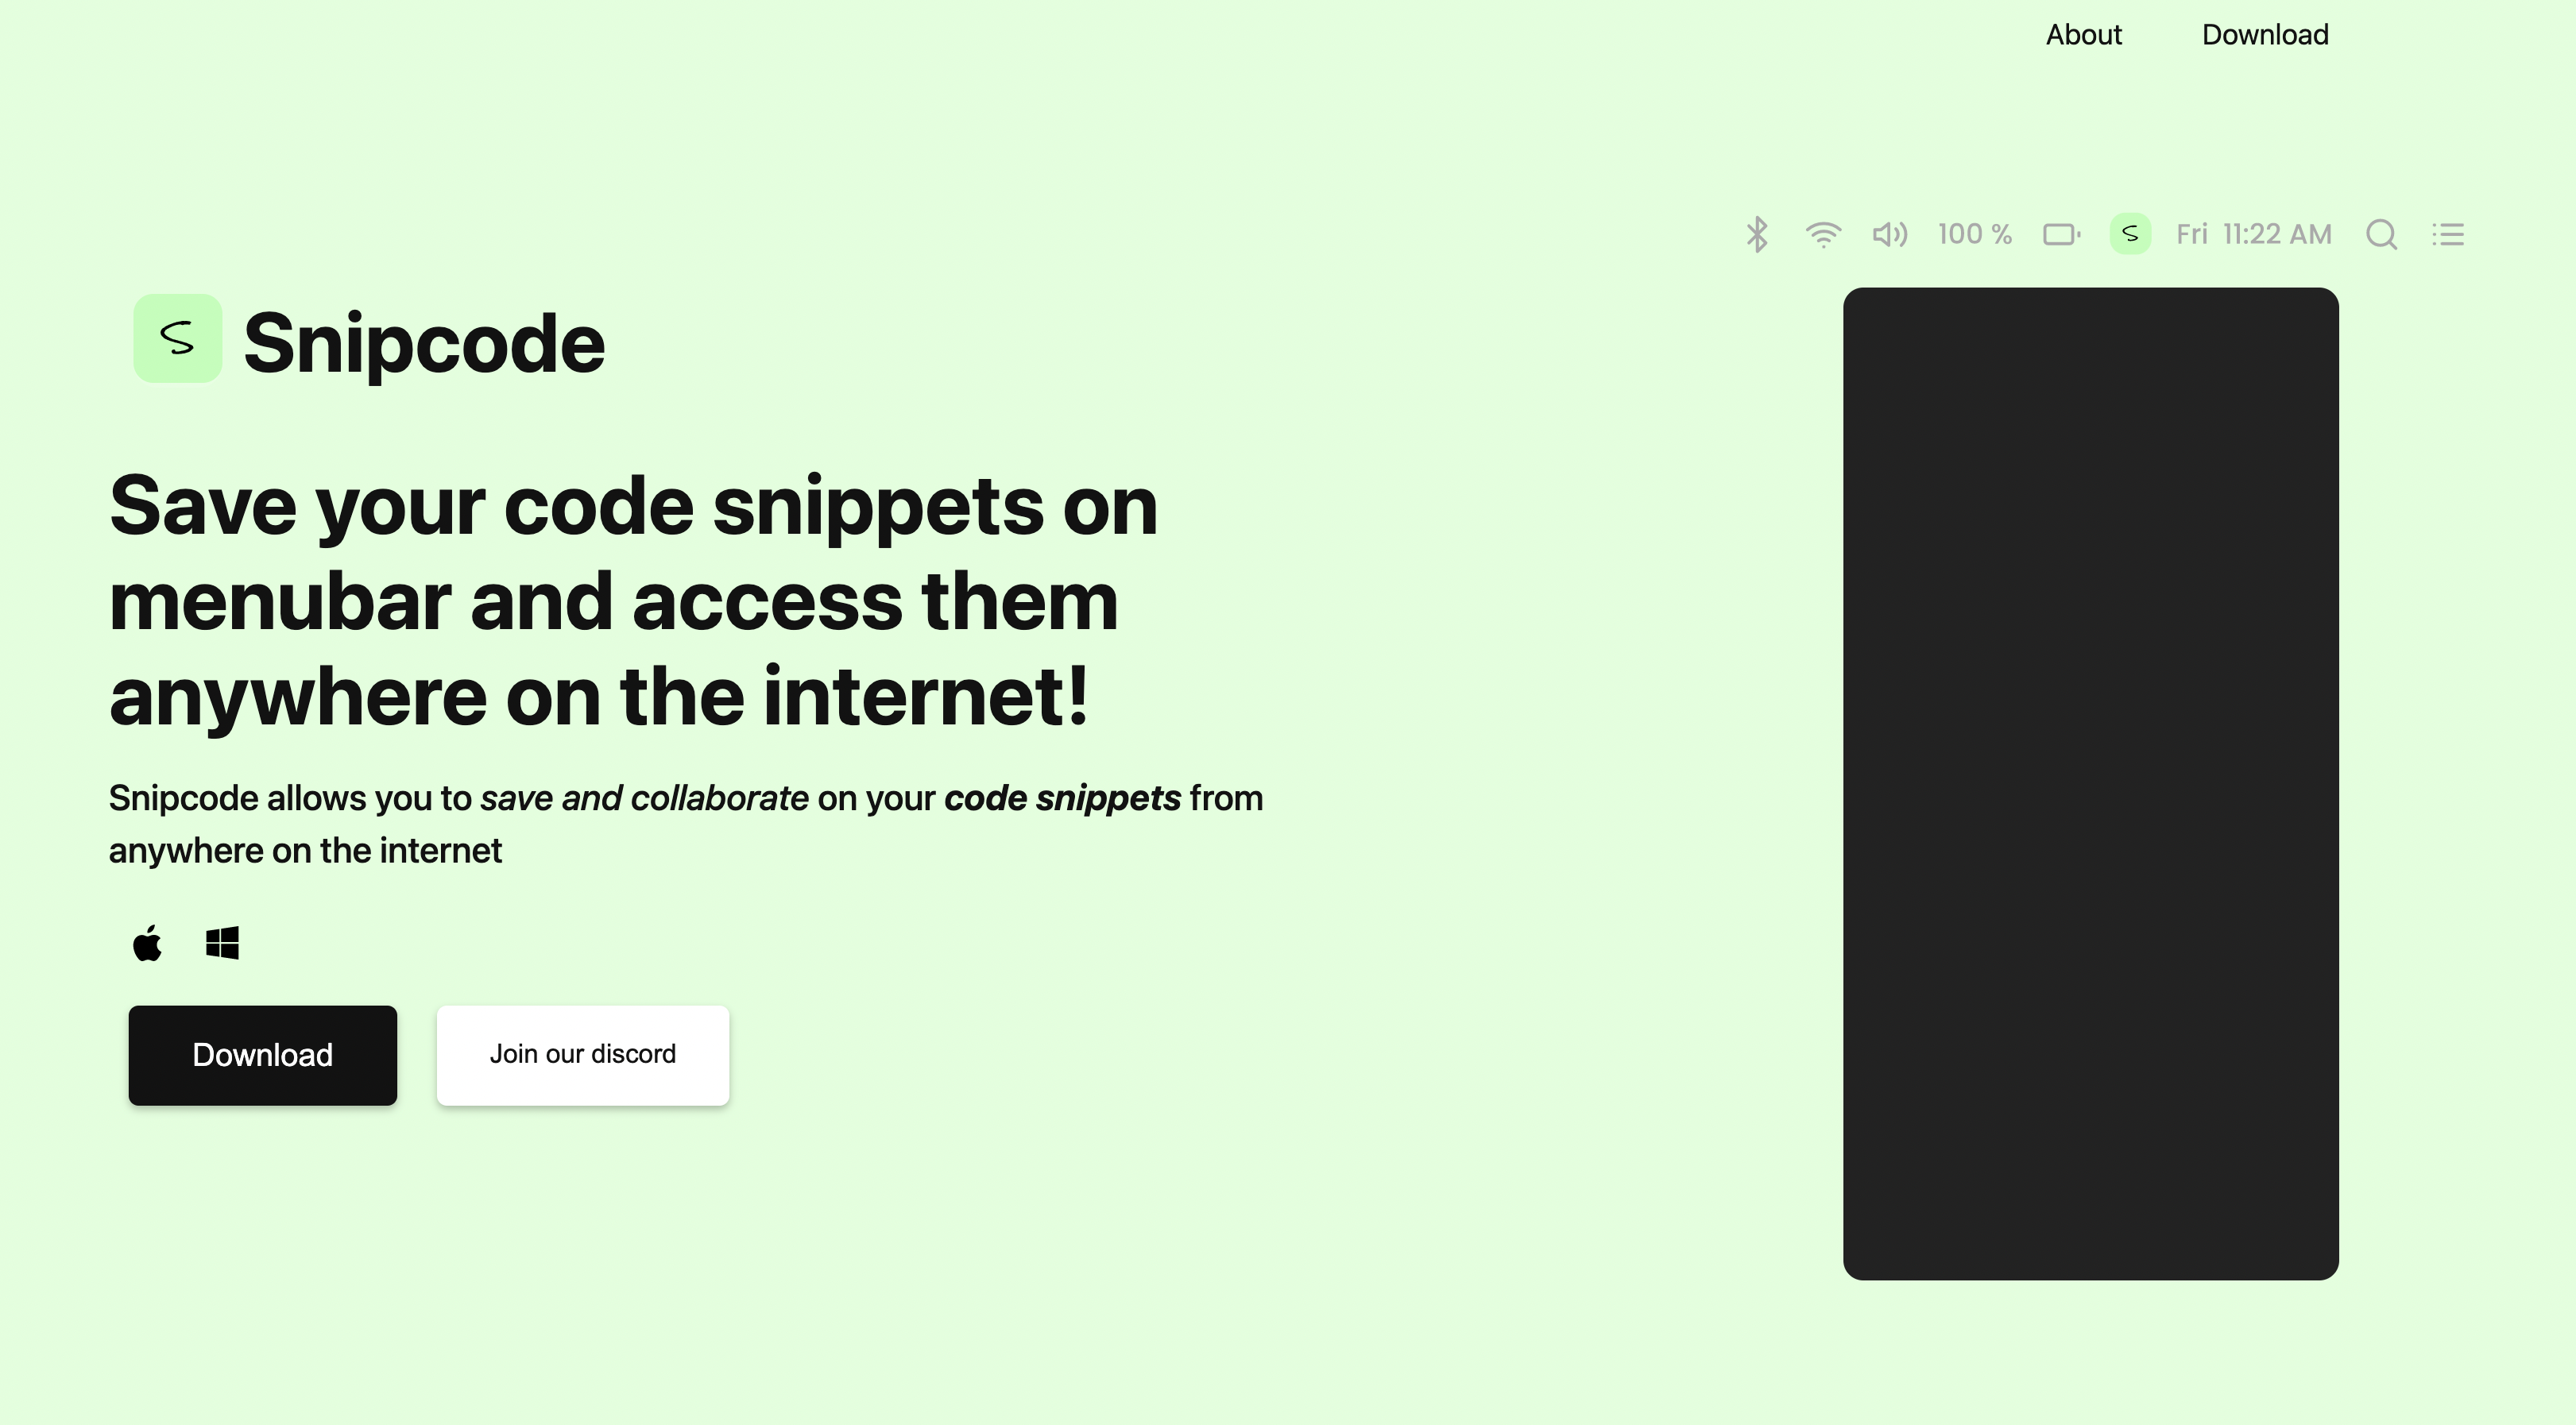 About Download
100 % Fri 11:22 AM
Snipcode
Save your code snippets on
menubar and access them
anywhere on the internet!
Snipcode allows you to save and collaborate on your code snippets from
anywhere on the internet
Download Join our discord